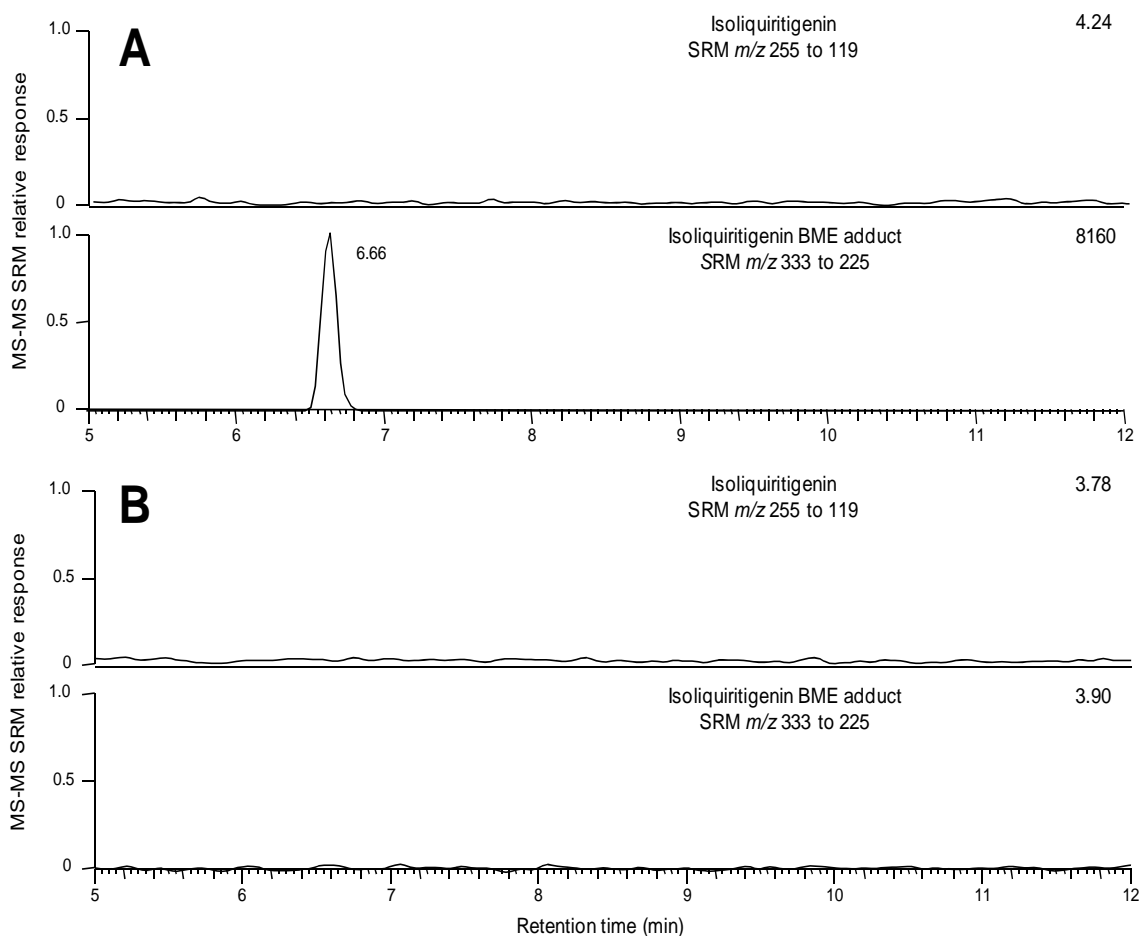 A
Isoliquiritigenin
SRM m/z 255 to 119
4.24
1.0
0.5
0
MS-MS SRM relative response
Isoliquiritigenin BME adduct
SRM m/z 333 to 225
8160
1.0
6.66
0.5
0
5 6 7 8 9 10 11 12
B
Isoliquiritigenin
SRM m/z 255 to 119
3.78
1.0
0.5
0
MS-MS SRM relative response
Isoliquiritigenin BME adduct
SRM m/z 333 to 225
3.90
1.0
0.5
0
5 6 7 8 9 10 11 12
Retention time (min)